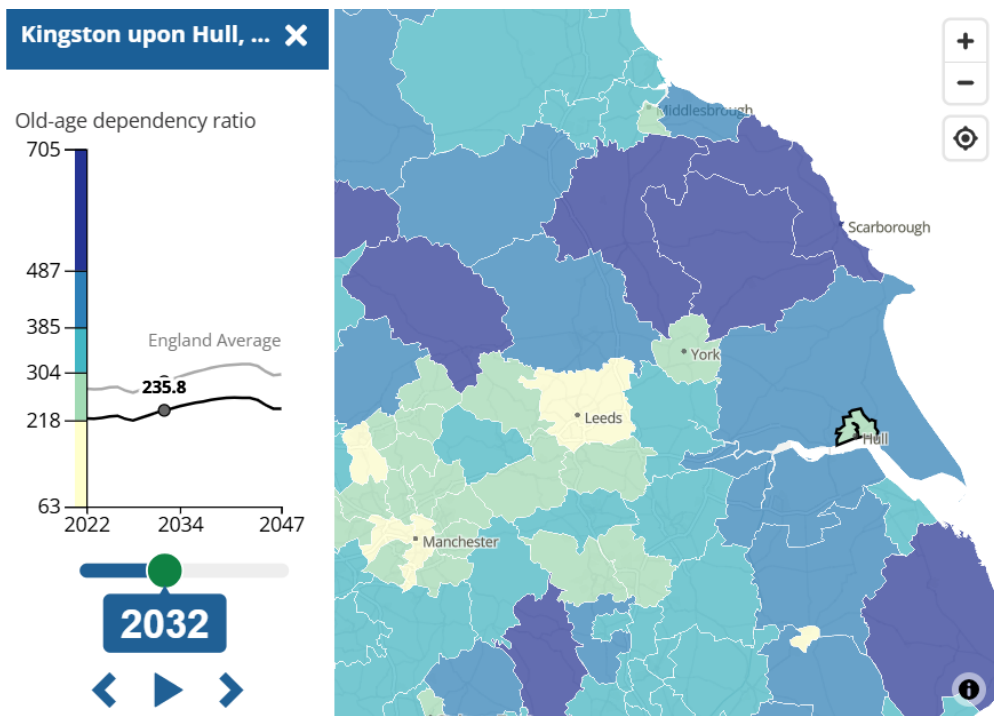 Kingston upon Hull, ...
Old-age dependency ratio
705
487
385
304
218
63
England Average
235.8
2022
2034
2047
2032
Middlesbrough
Scarborough
York
Leeds
Hull
Manchester